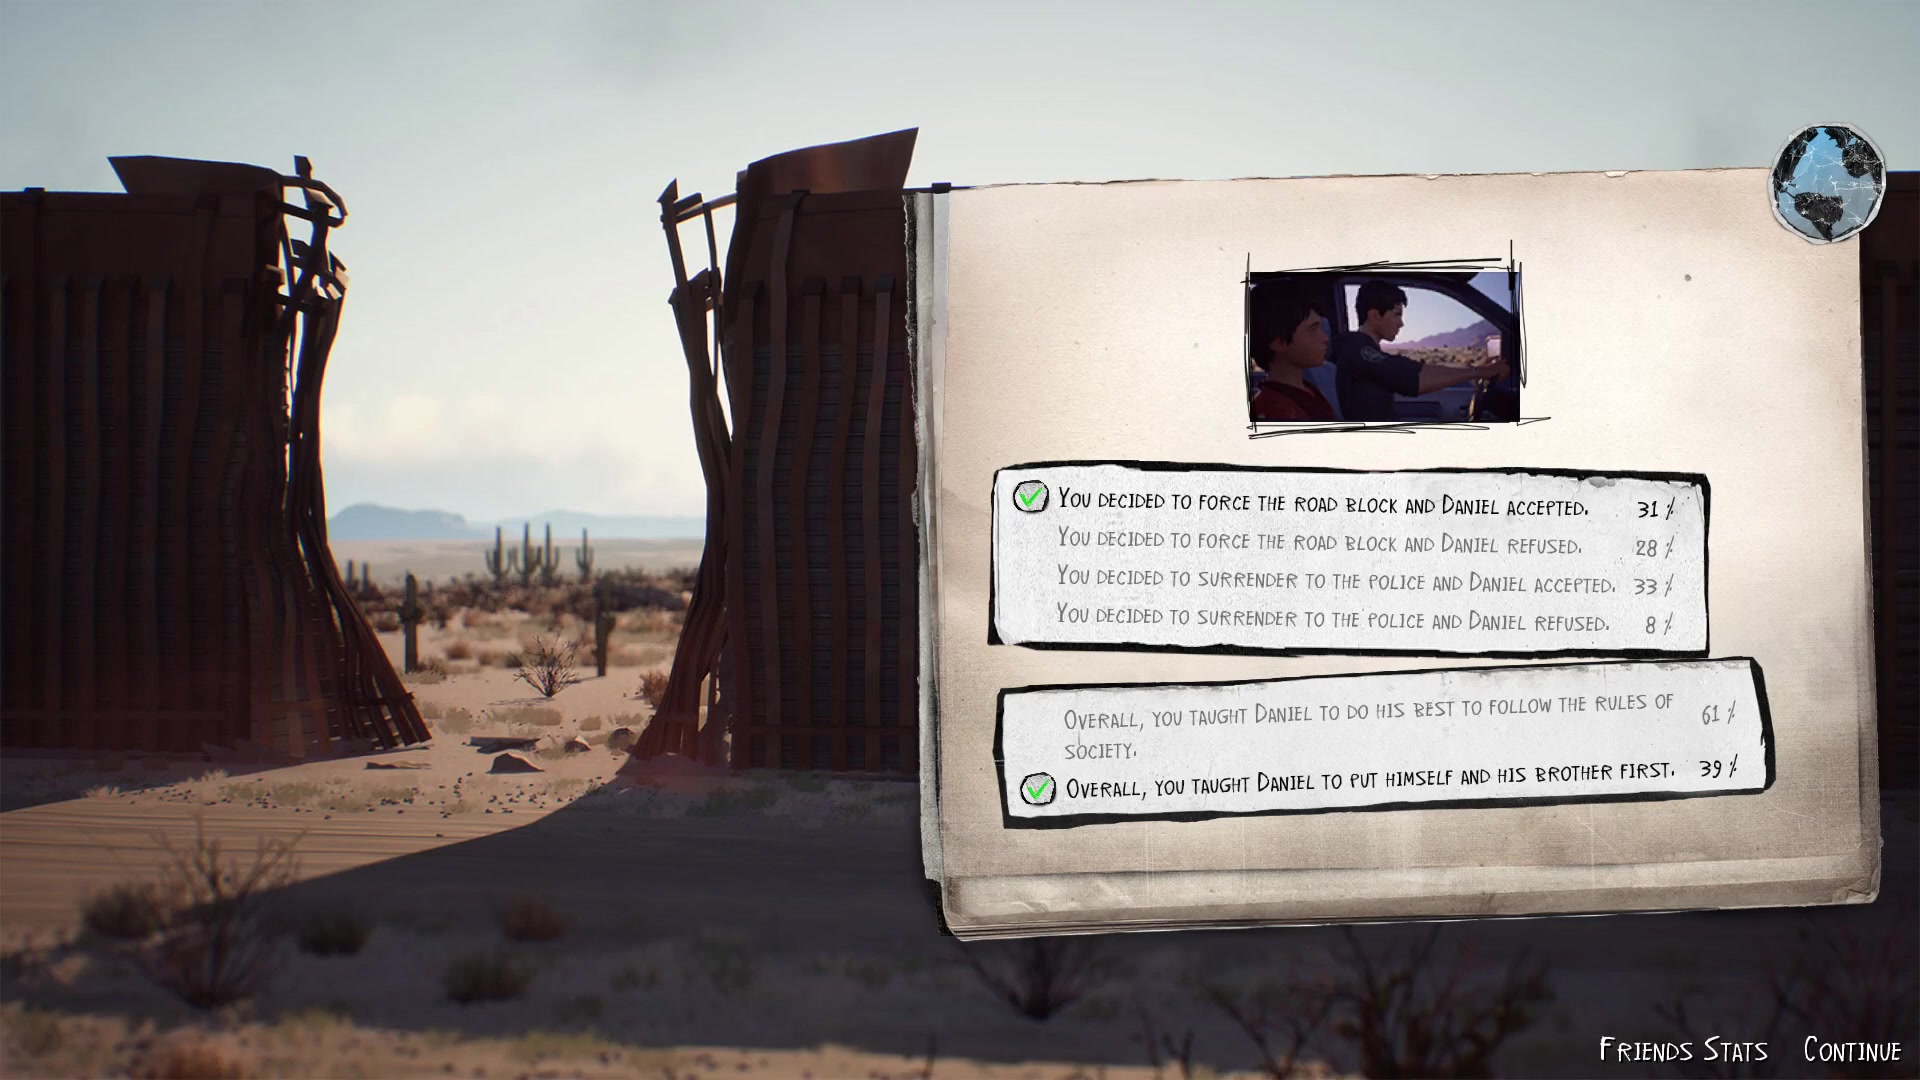 You decided to force the road block and Daniel accepted. 31 %
You decided to force the road block and Daniel refused. 28 %
You decided to surrender to the police and Daniel accepted. 33 %
You decided to surrender to the police and Daniel refused. 8 %
Overall, you taught Daniel to do his best to follow the rules of 61 %
society.
Overall, you taught Daniel to put himself and his brother first. 39 %
Friends Stats Continue